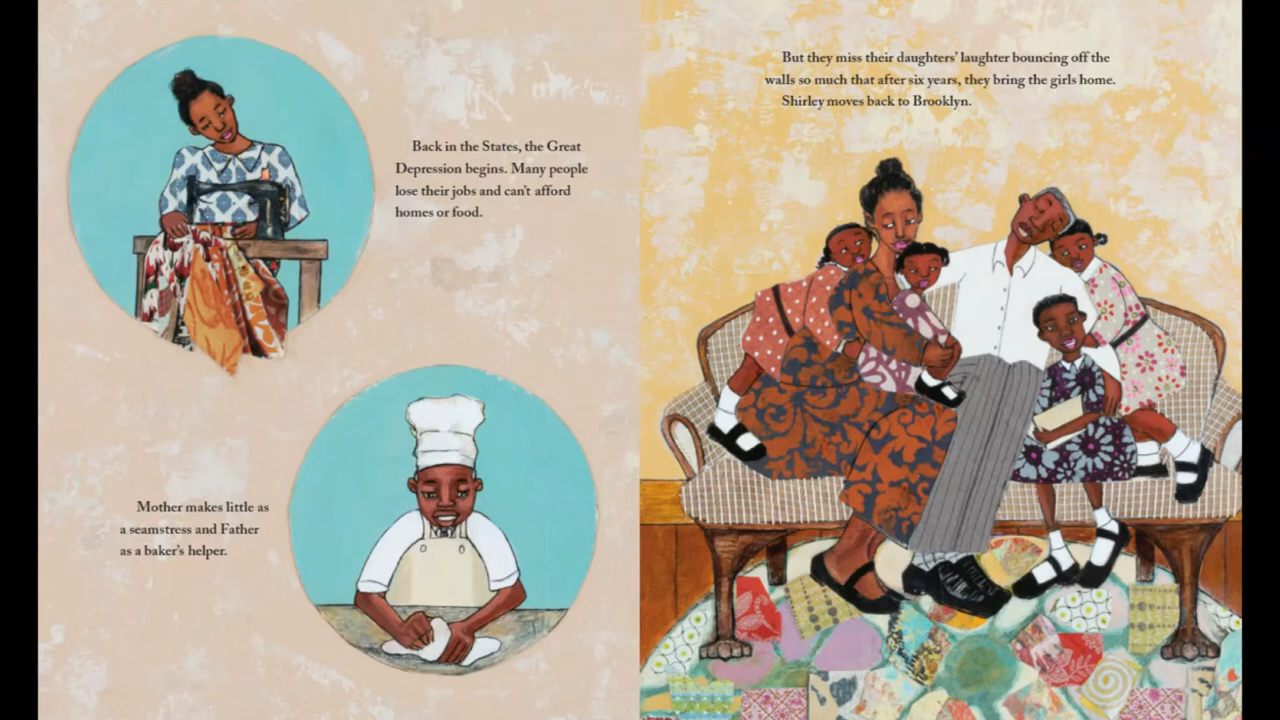 Back in the States, the Great
Depression begins. Many people
lose their jobs and can't afford
homes or food.
Mother makes little as
a seamstress and Father
as a baker's helper.
But they miss their daughters' laughter bouncing off the
walls so much that after six years, they bring the girls home.
Shirley moves back to Brooklyn.